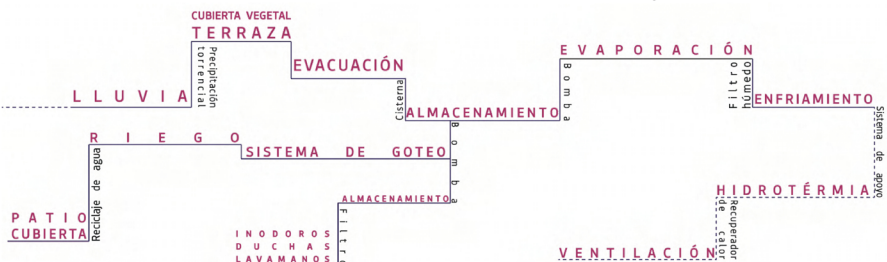 CUBIERTA VEGETAL
TERRAZA
Precipitación
torrencial
LLUVIA
EVACUACIÓN
Cisterna
ALMACENAMIENTO
Bomba
EVAPORACIÓN
Filtro
húmedo
ENFRIAMIENTO
Sistema de apoyo
HIDROTÉRMIA
Recuperador
de calor
VENTILACIÓN
Bomba
SISTEMA DE GOTEO
RIEGO
Reciclaje de agua
PATIO
CUBIERTA
ALMACENAMIENTO
Filtro
INODOROS
DUCHAS
LAVAMANOS